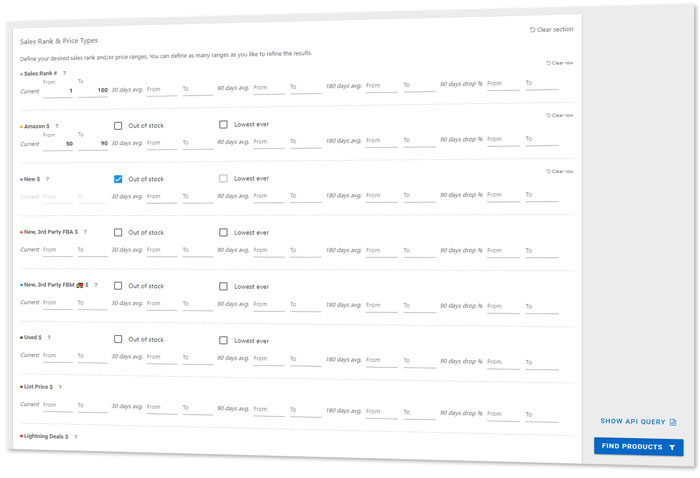 Sales Rank & Price Types
Clear section
Define your desired sales rank and/or price ranges. You can define as many ranges as you like to refine the results.
Sales Rank # ? Clear row
Current From 1 To 100 30 days avg. From To 90 days avg. From To 180 days avg. From To 90 days drop % From To
Amazon $ ? Out of stock Lowest ever Clear row
Current From 50 To 90 30 days avg. From To 90 days avg. From To 180 days avg. From To 90 days drop % From To
New $ ? Out of stock Lowest ever Clear row
Current From To 30 days avg. From To 90 days avg. From To 180 days avg. From To 90 days drop % From To
New, 3rd Party FBA $ ? Out of stock Lowest ever
Current From To 30 days avg. From To 90 days avg. From To 180 days avg. From To 90 days drop % From To
New, 3rd Party FBM 🚚 $ ? Out of stock Lowest ever
Current From To 30 days avg. From To 90 days avg. From To 180 days avg. From To 90 days drop % From To
Used $ ? Out of stock Lowest ever
Current From To 30 days avg. From To 90 days avg. From To 180 days avg. From To 90 days drop % From To
List Price $ ?
Current From To 30 days avg. From To 90 days avg. From To 180 days avg. From To 90 days drop % From To
Lightning Deals $ ?
SHOW API QUERY
FIND PRODUCTS